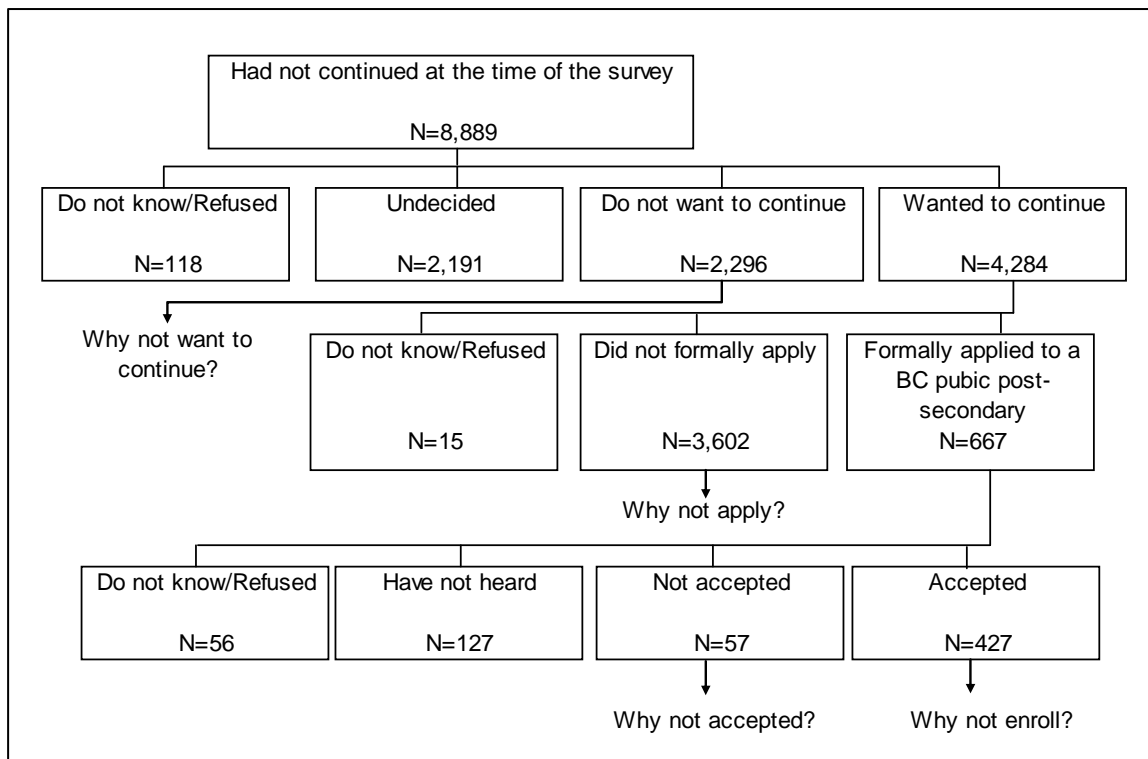 Had not continued at the time of the survey
N=8,889
Do not know/Refused
N=118
Undecided
N=2,191
Do not want to continue
N=2,296
Wanted to continue
N=4,284
Why not want to
continue?
Do not know/Refused
N=15
Did not formally apply
N=3,602
Formally applied to a
BC pubic post-
secondary
N=667
Why not apply?
Do not know/Refused
N=56
Have not heard
N=127
Not accepted
N=57
Accepted
N=427
Why not accepted?
Why not enroll?